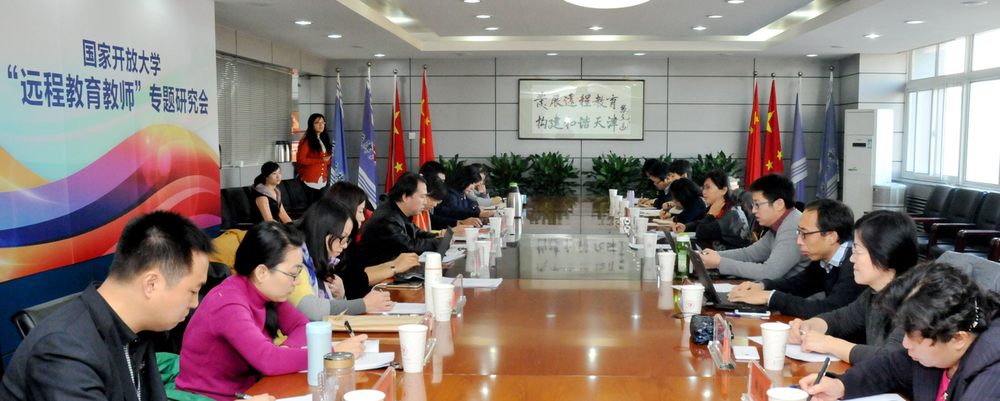 国家开放大学
“远程教育教师”专题研究会
发展远程教育
构建和谐天津